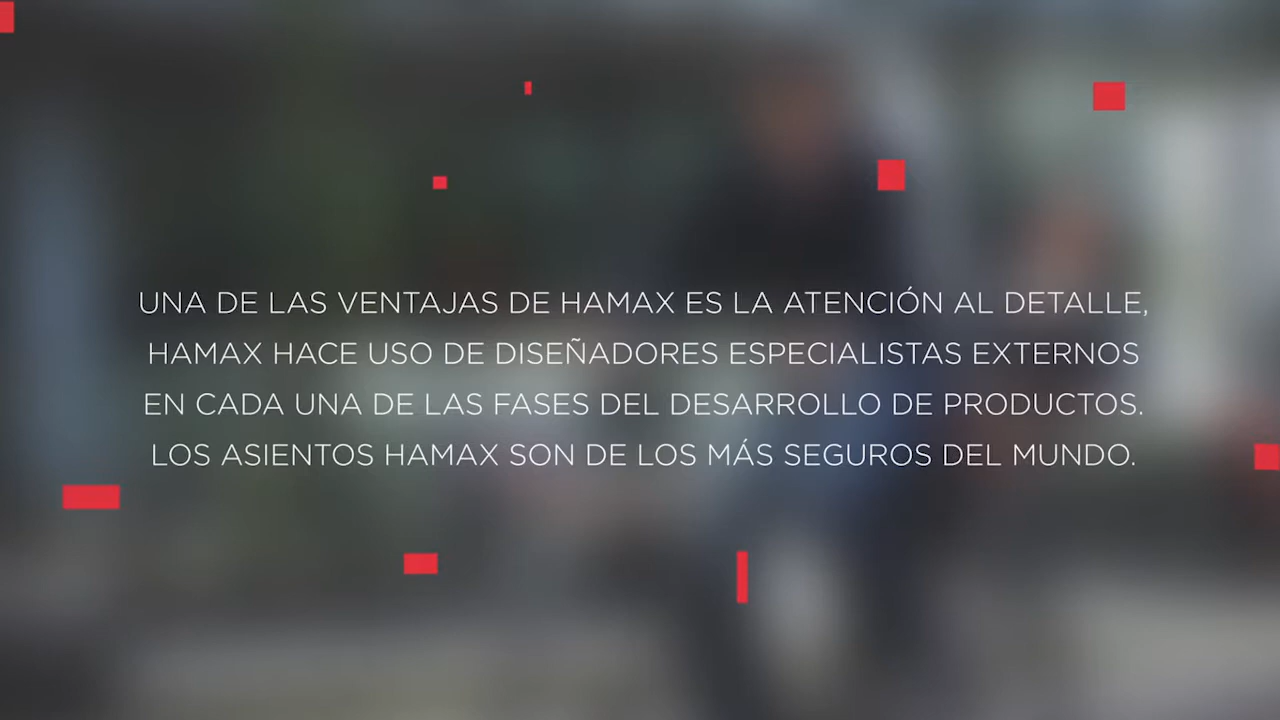 UNA DE LAS VENTAJAS DE HAMAX ES LA ATENCIÓN AL DETALLE,
HAMAX HACE USO DE DISEÑADORES ESPECIALISTAS EXTERNOS
EN CADA UNA DE LAS FASES DEL DESARROLLO DE PRODUCTOS.
LOS ASIENTOS HAMAX SON DE LOS MÁS SEGUROS DEL MUNDO.